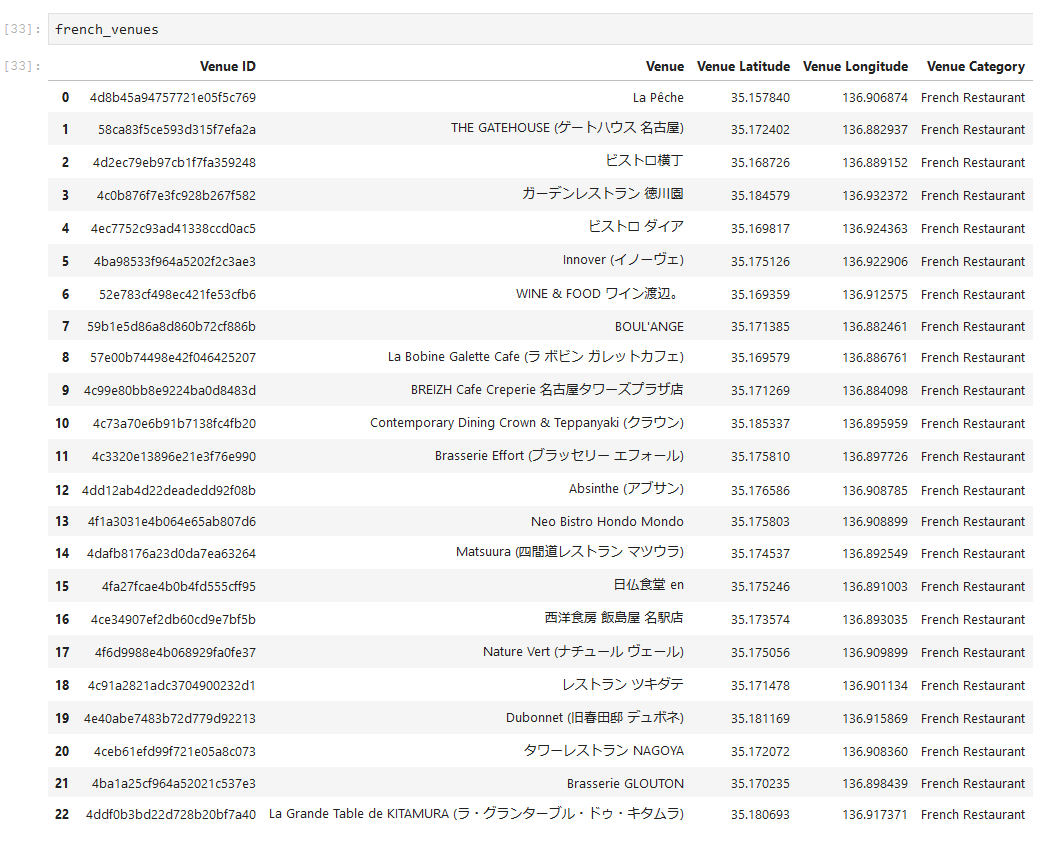 [33]: french_venues
[33]: Venue ID Venue Venue Latitude Venue Longitude Venue Category
0 4d8b45a94757721e05f5c769 La Pêche 35.157840 136.906874 French Restaurant
1 58ca83f5ce593d315f7efa2a THE GATEHOUSE (ゲートハウス 名古屋) 35.172402 136.882937 French Restaurant
2 4d2ec79eb97cb1f7fa359248 ビストロ横丁 35.168726 136.889152 French Restaurant
3 4c0b876f7e3fc928b267f582 ガーデンレストラン 徳川園 35.184579 136.932372 French Restaurant
4 4ec7752c93ad41338ccd0ac5 ビストロ ダイア 35.169817 136.924363 French Restaurant
5 4ba98533f964a5202f2c3ae3 Innover (イノーヴェ) 35.175126 136.922906 French Restaurant
6 52e783cf498ec421fe53cfb6 WINE & FOOD ワイン渡辺。 35.169359 136.912575 French Restaurant
7 59b1e5d86a8d860b72cf886b BOUL'ANGE 35.171385 136.882461 French Restaurant
8 57e00b74498e42f046425207 La Bobine Galette Cafe (ラ ボビン ガレットカフェ) 35.169579 136.886761 French Restaurant
9 4c99e80bb8e9224ba0d8483d BREIZH Cafe Creperie 名古屋タワーズプラザ店 35.171269 136.884098 French Restaurant
10 4c73a70e6b91b7138fc4fb20 Contemporary Dining Crown & Teppanyaki (クラウン) 35.185337 136.895959 French Restaurant
11 4c3320e13896e21e3f76e990 Brasserie Effort (ブラッセリー エフォール) 35.175810 136.897726 French Restaurant
12 4dd12ab4d22deadedd92f08b Absinthe (アブサン) 35.176586 136.908785 French Restaurant
13 4f1a3031e4b064e65ab807d6 Neo Bistro Hondo Mondo 35.175803 136.908899 French Restaurant
14 4dafb8176a23d0da7ea63264 Matsuura (四間道レストラン マツウラ) 35.174537 136.892549 French Restaurant
15 4fa27fcae4b0b4fd555cff95 日仏食堂 en 35.175246 136.891003 French Restaurant
16 4ce34907ef2db60cd9e7bf5b 西洋食房 飯島屋 名駅店 35.173574 136.893035 French Restaurant
17 4f6d9988e4b068929fa0fe37 Nature Vert (ナチュール ヴェール) 35.175056 136.909899 French Restaurant
18 4c91a2821adc3704900232d1 レストラン ツキダテ 35.171478 136.901134 French Restaurant
19 4e40abe7483b72d779d92213 Dubonnet (旧春田邸 デュボネ) 35.181169 136.915869 French Restaurant
20 4ceb61efd99f721e05a8c073 タワーレストラン NAGOYA 35.172072 136.908360 French Restaurant
21 4ba1a25cf964a52021c537e3 Brasserie GLOUTON 35.170235 136.898439 French Restaurant
22 4ddf0b3bd22d728b20bf7a40 La Grande Table de KITAMURA (ラ・グランターブル・ドゥ・キタムラ) 35.180693 136.917371 French Restaurant